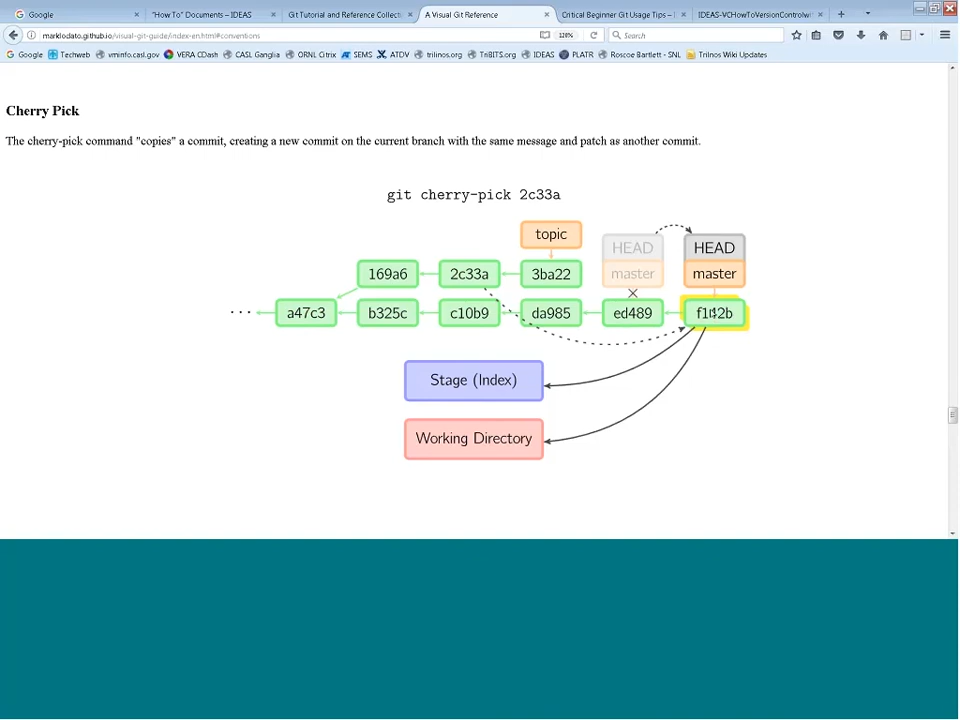 Google "How To" Documents – IDEAS Git Tutorial and Reference Collect... A Visual Git Reference Critical Beginner Git Usage Tips – I IDEAS-VCHowToVersionControlw
marklodato.github.io/visual-git-guide/index-en.html#conventions 120% Search
Google Techweb vminfo.casl.gov VERA CDash CASL Ganglia ORNL Citrix SEMS ATDV trilinos.org TriBITS.org IDEAS PLATR Roscoe Bartlett - SNL Trilnos Wiki Updates
Cherry Pick
The cherry-pick command "copies" a commit, creating a new commit on the current branch with the same message and patch as another commit.
git cherry-pick 2c33a
topic HEAD HEAD
169a6 2c33a 3ba22 master master
... a47c3 b325c c10b9 da985 ed489
Stage (Index)
Working Directory